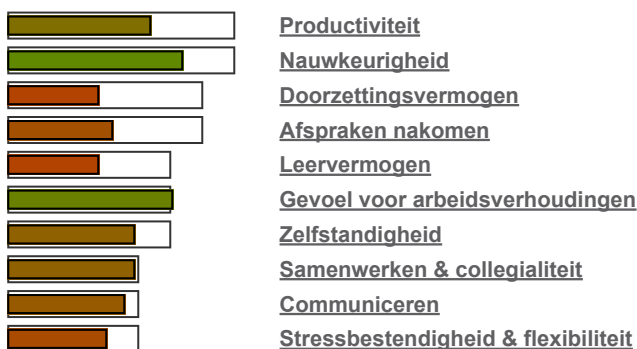 Productiviteit
Nauwkeurigheid
Doorzettingsvermogen
Afspraken nakomen
Leervermogen
Gevoel voor arbeidsverhoudingen
Zelfstandigheid
Samenwerken & collegialiteit
Communiceren
Stressbestendigheid & flexibiliteit